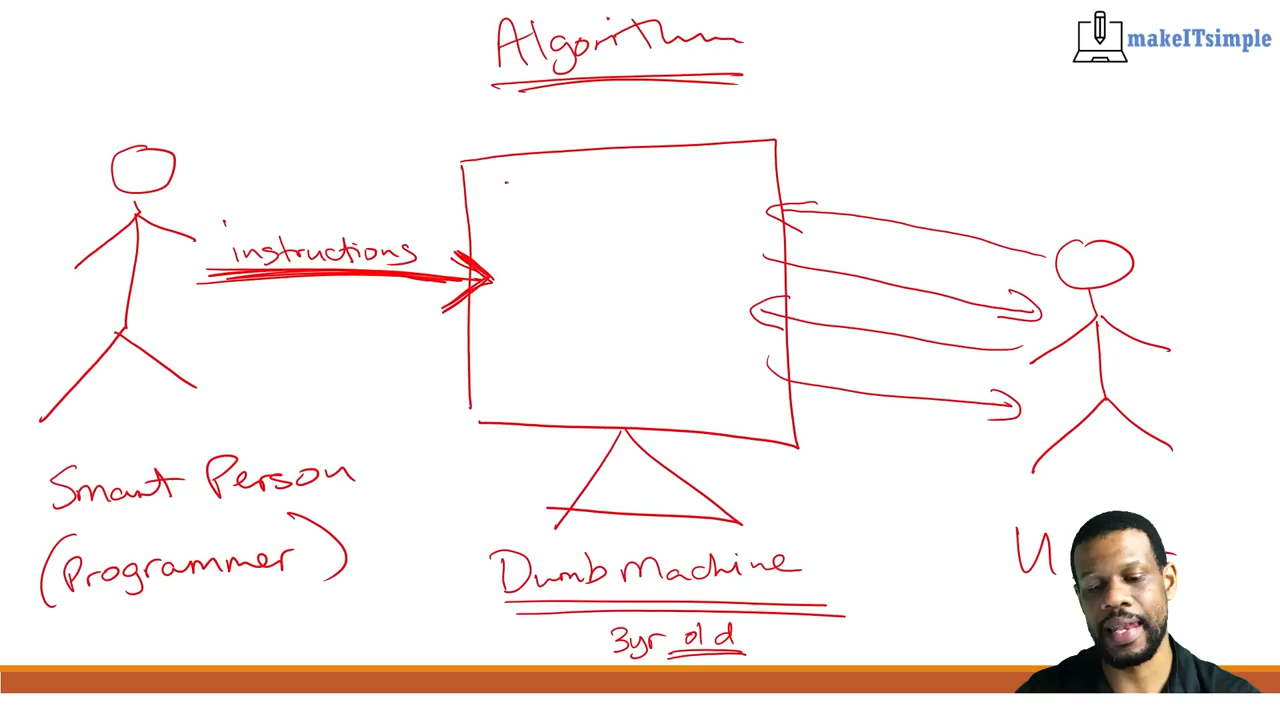 Algorithm
makeITsimple
instructions
Smart Person
(Programmer)
Dumb Machine
3yr old